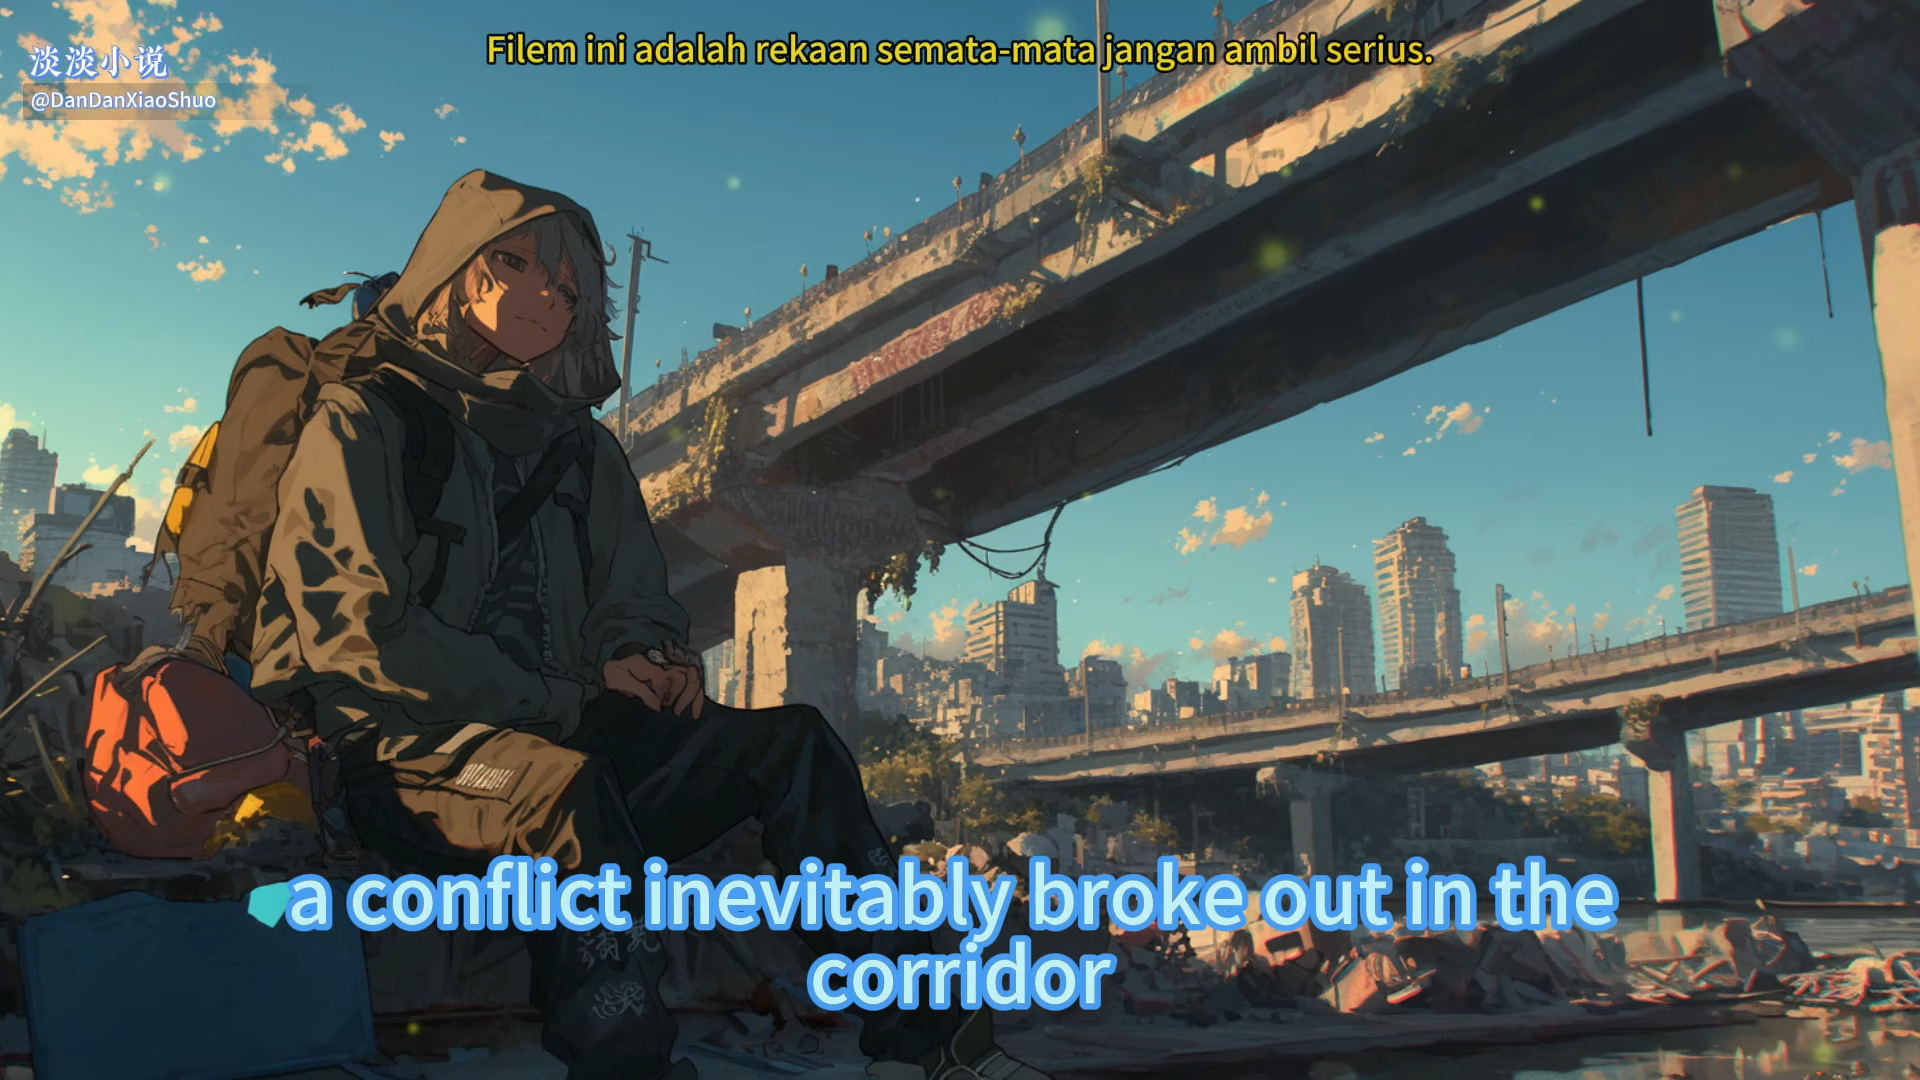 Filem ini adalah rekaan semata-mata jangan ambil serius.
淡淡小说
@DanDanXiaoShuo
a conflict inevitably broke out in the
corridor